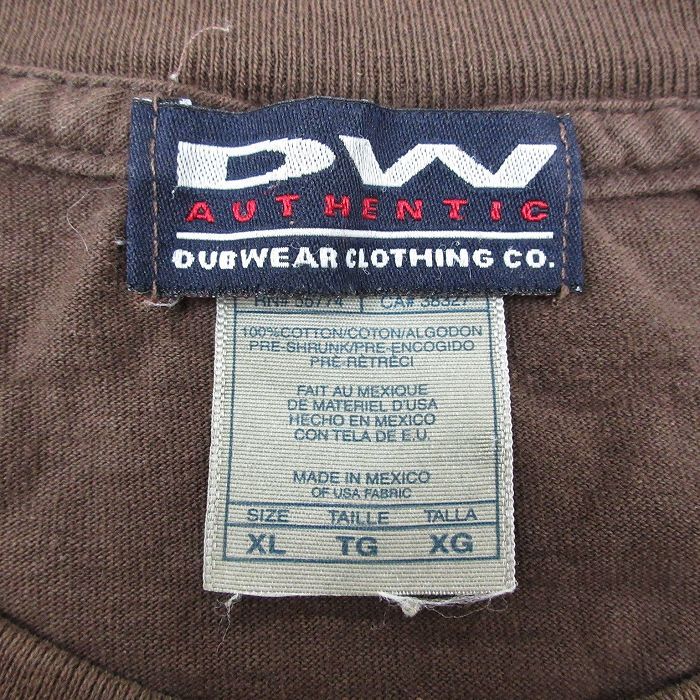 DW
AUTHENTIC
DUBWEAR CLOTHING CO.
CA# 38327
100% COTTON/COTON/ALGODON
PRE-SHRUNK/PRE-ENCOGIDO
PRE-RÉTRÉCI
FAIT AU MEXIQUE
DE MATERIEL D'USA
HECHO EN MEXICO
CON TELA DE E.U.
MADE IN MEXICO
OF USA FABRIC
SIZE TAILLE TALLA
XL TG XG